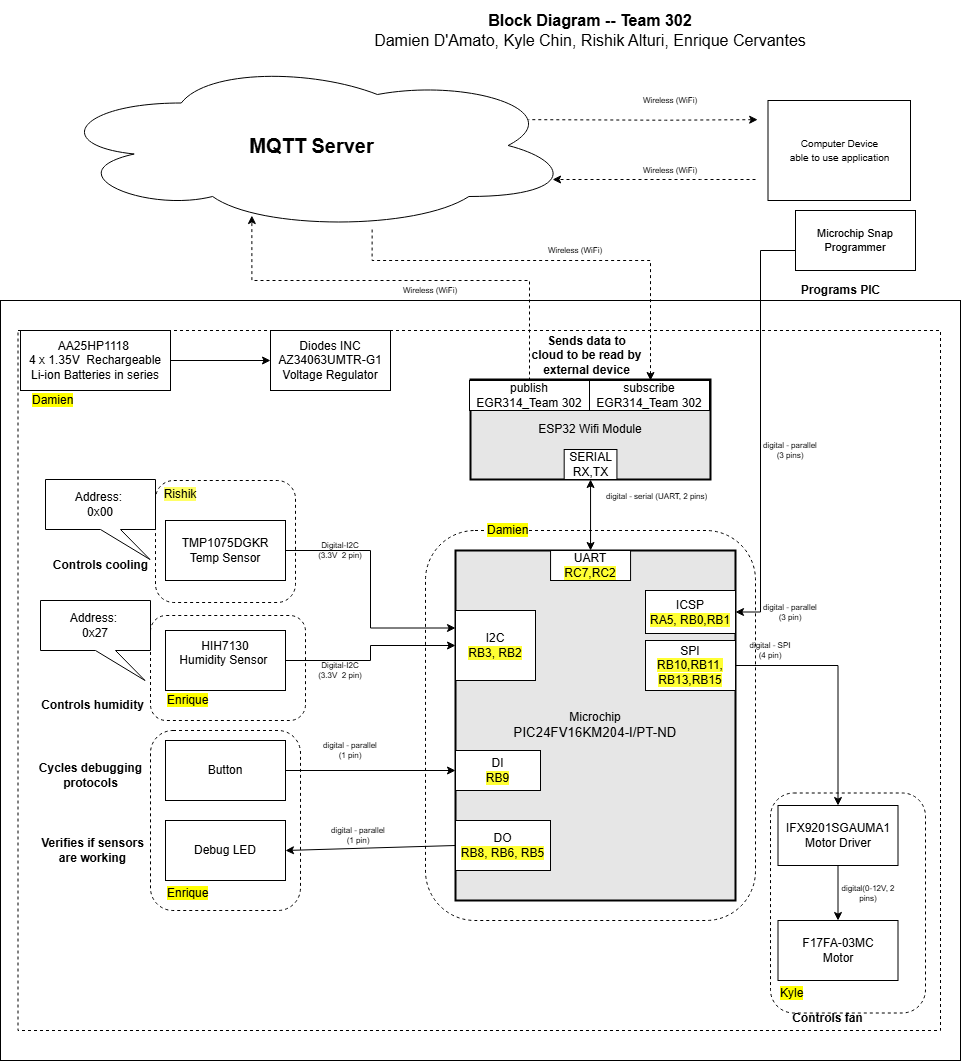 Block Diagram -- Team 302
Damien D'Amato, Kyle Chin, Rishik Alturi, Enrique Cervantes
MQTT Server
Wireless (WiFi)
Wireless (WiFi)
Computer Device
able to use application
Microchip Snap
Programmer
Programs PIC
Wireless (WiFi)
Wireless (WiFi)
AA25HP1118
4 x 1.35V Rechargeable
Li-ion Batteries in series
Damien
Diodes INC
AZ34063UMTR-G1
Voltage Regulator
Sends data to
cloud to be read by
external device
publish
EGR314_Team 302
subscribe
EGR314_Team 302
ESP32 Wifi Module
SERIAL
RX,TX
digital - parallel
(3 pins)
digital - serial (UART, 2 pins)
Address:
0x00
Rishik
TMP1075DGKR
Temp Sensor
Controls cooling
Digital-I2C
(3.3V 2 pin)
Address:
0x27
HIH7130
Humidity Sensor
Enrique
Controls humidity
Digital-I2C
(3.3V 2 pin)
Damien
UART
RC7,RC2
ICSP
RA5, RB0,RB1
digital - parallel
(3 pin)
I2C
RB3, RB2
SPI
RB10,RB11,
RB13,RB15
digital - SPI
(4 pin)
Microchip
PIC24FV16KM204-I/PT-ND
Cycles debugging
protocols
Button
digital - parallel
(1 pin)
DI
RB9
Verifies if sensors
are working
Debug LED
Enrique
digital - parallel
(1 pin)
DO
RB8, RB6, RB5
IFX9201SGAUMA1
Motor Driver
digital(0-12V, 2
pins)
F17FA-03MC
Motor
Kyle
Controls fan